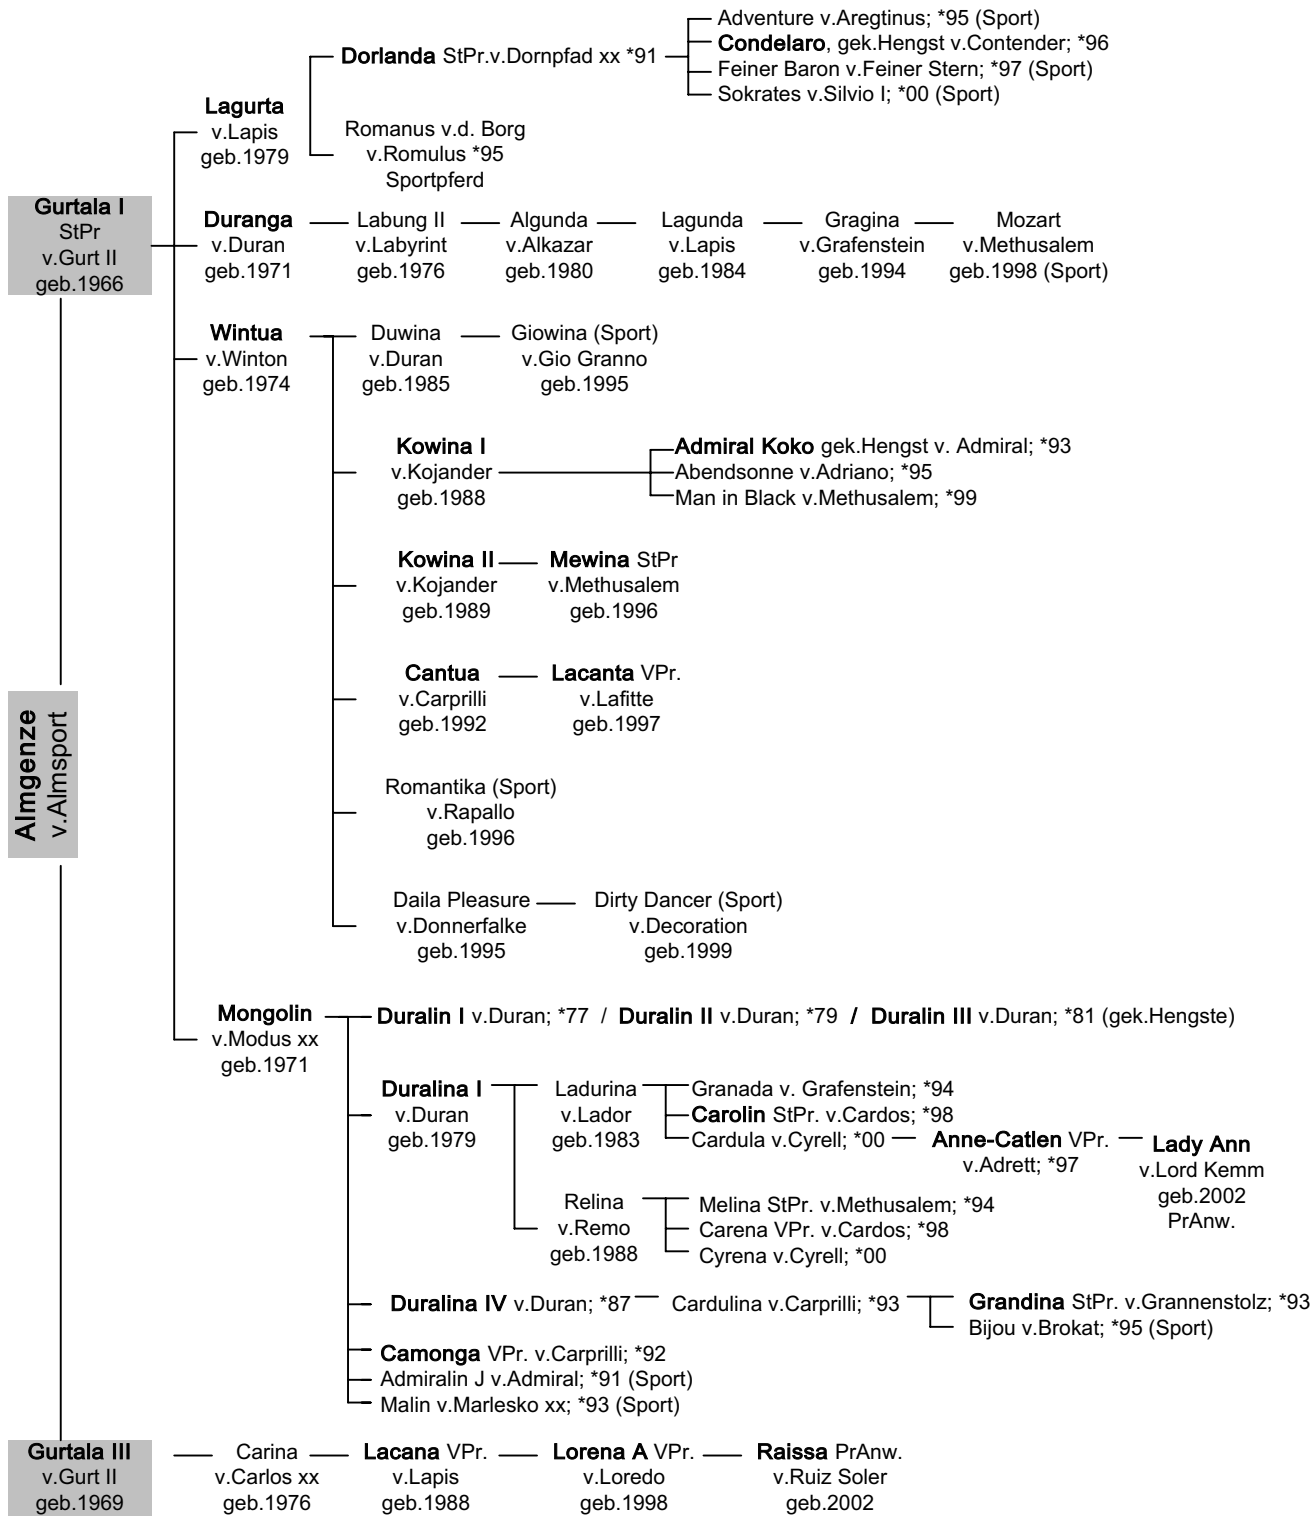 Adventure v.Aregtinus; *95 (Sport)
Dorlanda StPr.v.Dornpfad xx *91
Condelaro, gek.Hengst v.Contender; *96
Feiner Baron v.Feiner Stern; *97 (Sport)
Sokrates v.Silvio I; *00 (Sport)
Lagurta
v.Lapis
geb.1979
Romanus v.d. Borg
v.Romulus *95
Sportpferd
Gurtala I
StPr
v.Gurt II
geb.1966
Duranga
v.Duran
geb.1971
Labung II
v.Labyrint
geb.1976
Algunda
v.Alkazar
geb.1980
Lagunda
v.Lapis
geb.1984
Gragina
v.Grafenstein
geb.1994
Mozart
v.Methusalem
geb.1998 (Sport)
Wintua
v.Winton
geb.1974
Duwina
v.Duran
geb.1985
Giowina (Sport)
v.Gio Granno
geb.1995
Kowina I
v.Kojander
geb.1988
Admiral Koko gek.Hengst v. Admiral; *93
Abendsonne v.Adriano; *95
Man in Black v.Methusalem; *99
Kowina II
v.Kojander
geb.1989
Mewina StPr
v.Methusalem
geb.1996
Cantua
v.Carprilli
geb.1992
Lacanta VPr.
v.Lafitte
geb.1997
Almgenze
v.Almsport
Romantika (Sport)
v.Rapallo
geb.1996
Daila Pleasure
v.Donnerfalke
geb.1995
Dirty Dancer (Sport)
v.Decoration
geb.1999
Mongolin
v.Modus xx
geb.1971
Duralin I v.Duran; *77 / Duralin II v.Duran; *79 / Duralin III v.Duran; *81 (gek.Hengste)
Duralina I
v.Duran
geb.1979
Ladurina
v.Lador
geb.1983
Granada v. Grafenstein; *94
Carolin StPr. v.Cardos; *98
Cardula v.Cyrell; *00
Anne-Catlen VPr.
v.Adrett; *97
Lady Ann
v.Lord Kemm
geb.2002
PrAnw.
Relina
v.Remo
geb.1988
Melina StPr. v.Methusalem; *94
Carena VPr. v.Cardos; *98
Cyrena v.Cyrell; *00
Duralina IV v.Duran; *87
Cardulina v.Carprilli; *93
Grandina StPr. v.Grannenstolz; *93
Bijou v.Brokat; *95 (Sport)
Camonga VPr. v.Carprilli; *92
Admiralin J v.Admiral; *91 (Sport)
Malin v.Marlesko xx; *93 (Sport)
Gurtala III
v.Gurt II
geb.1969
Carina
v.Carlos xx
geb.1976
Lacana VPr.
v.Lapis
geb.1988
Lorena A VPr.
v.Loredo
geb.1998
Raissa PrAnw.
v.Ruiz Soler
geb.2002